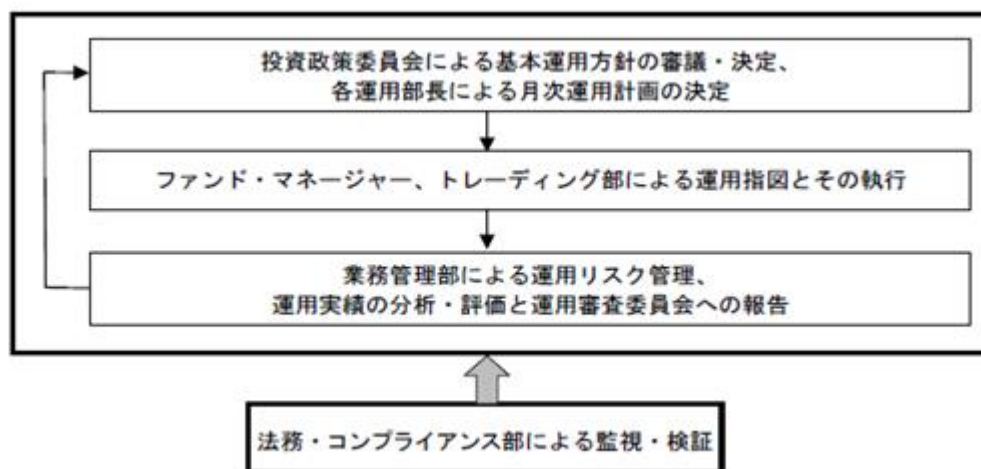 投資政策委員会による基本運用方針の審議・決定、
各運用部長による月次運用計画の決定
ファンド・マネージャー、トレーディング部による運用指図とその執行
業務管理部による運用リスク管理、
運用実績の分析・評価と運用審査委員会への報告
法務・コンプライアンス部による監視・検証